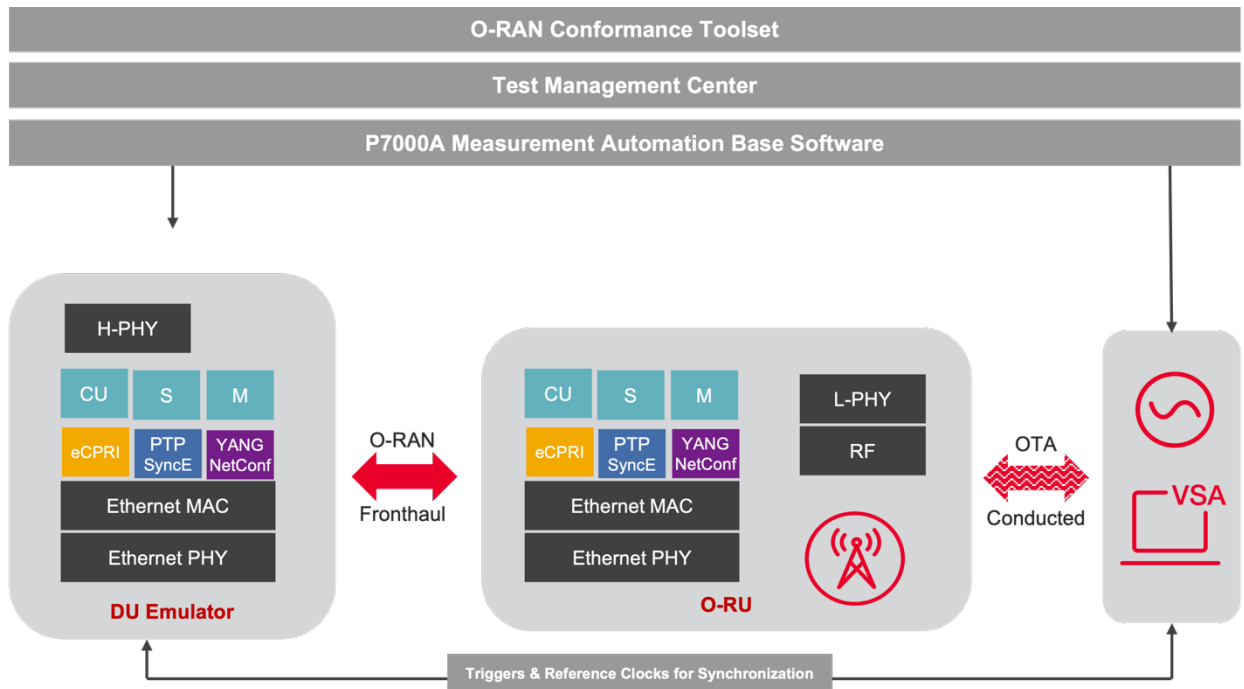 O-RAN Conformance Toolset
Test Management Center
P7000A Measurement Automation Base Software
H-PHY
CU
S
M
eCPRI
PTP
SyncE
YANG
NetConf
Ethernet MAC
Ethernet PHY
DU Emulator
O-RAN
Fronthaul
CU
S
M
eCPRI
PTP
SyncE
YANG
NetConf
Ethernet MAC
Ethernet PHY
L-PHY
RF
O-RU
OTA
Conducted
VSA
Triggers & Reference Clocks for Synchronization